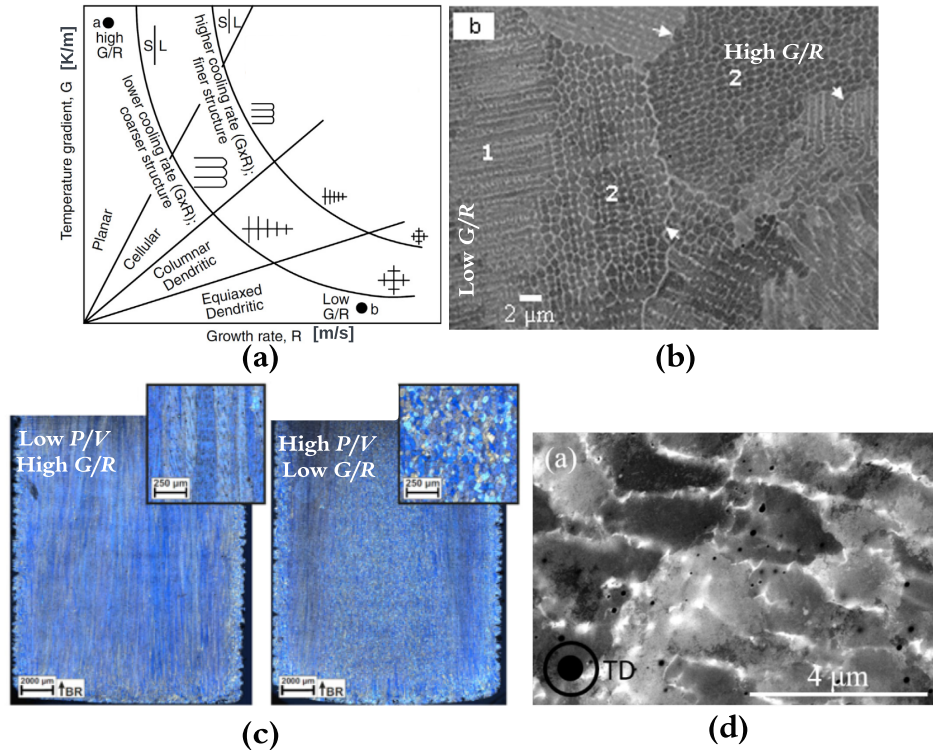 a
high
G/R
[K/m]
S|L
S|L
higher cooling rate (GxR);
finer structure
lower cooling rate (GxR);
coarser structure
Temperature gradient, G
Planar
Cellular
Columnar
Dendritic
Equiaxed
Dendritic
Low
G/R
b
Growth rate, R [m/s]
(a)
b
High G/R
2
1
2
Low G/R
2 μm
(b)
Low P/V
High G/R
250 μm
2000 μm
BR
High P/V
Low G/R
250 μm
2000 μm
BR
(c)
(a)
TD
4 μm
(d)